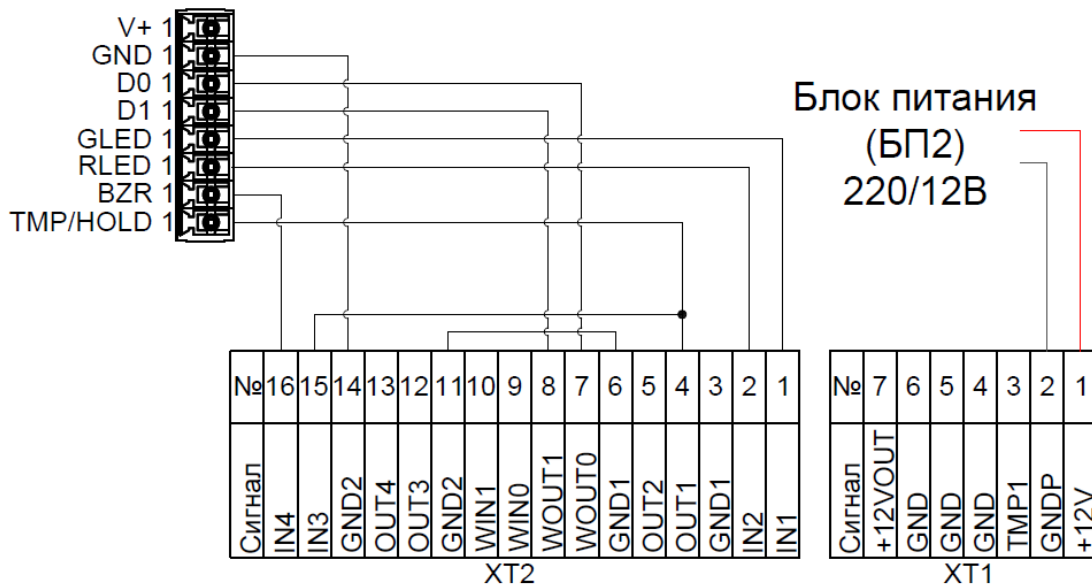 V+ 1
GND 1
D0 1
D1 1
GLED 1
RLED 1
BZR 1
TMP/HOLD 1
Блок питания
(БП2)
220/12В
№ 16 15 14 13 12 11 10 9 8 7 6 5 4 3 2 1
Сигнал IN4 IN3 GND2 OUT4 OUT3 GND2 WIN1 WIN0 WOUT1 WOUT0 GND1 OUT2 OUT1 GND1 IN2 IN1
XT2
№ 7 6 5 4 3 2 1
Сигнал +12VOUT GND GND GND TMP1 GNDP +12V
XT1